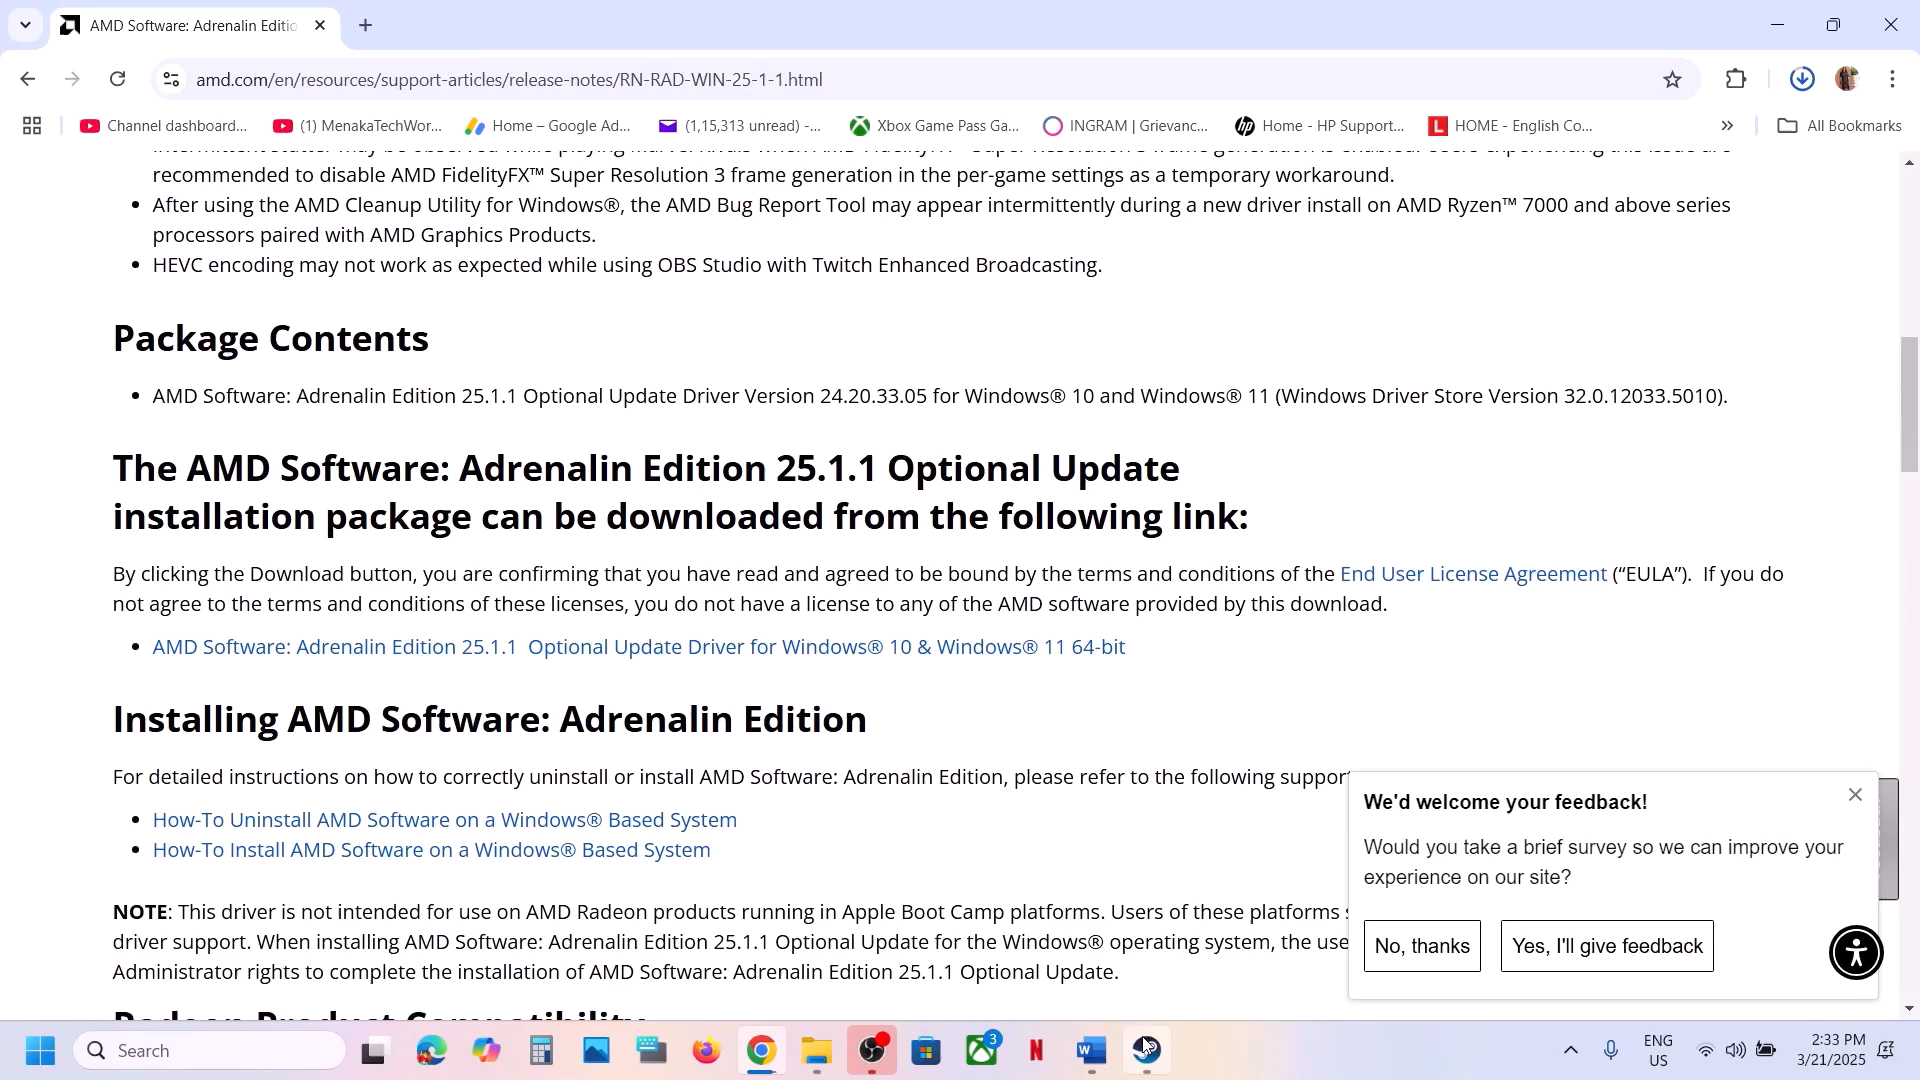 AMD Software: Adrenalin Editio
amd.com/en/resources/support-articles/release-notes/RN-RAD-WIN-25-1-1.html
Channel dashboard...
(1) MenakaTechWor...
Home – Google Ad...
(1,15,313 unread) -...
Xbox Game Pass Ga...
INGRAM | Grievanc...
Home - HP Support...
HOME - English Co...
All Bookmarks
recommended to disable AMD FidelityFX™ Super Resolution 3 frame generation in the per-game settings as a temporary workaround.
• After using the AMD Cleanup Utility for Windows®, the AMD Bug Report Tool may appear intermittently during a new driver install on AMD Ryzen™ 7000 and above series
processors paired with AMD Graphics Products.
• HEVC encoding may not work as expected while using OBS Studio with Twitch Enhanced Broadcasting.
Package Contents
• AMD Software: Adrenalin Edition 25.1.1 Optional Update Driver Version 24.20.33.05 for Windows® 10 and Windows® 11 (Windows Driver Store Version 32.0.12033.5010).
The AMD Software: Adrenalin Edition 25.1.1 Optional Update
installation package can be downloaded from the following link:
By clicking the Download button, you are confirming that you have read and agreed to be bound by the terms and conditions of the End User License Agreement (“EULA”). If you do
not agree to the terms and conditions of these licenses, you do not have a license to any of the AMD software provided by this download.
• AMD Software: Adrenalin Edition 25.1.1 Optional Update Driver for Windows® 10 & Windows® 11 64-bit
Installing AMD Software: Adrenalin Edition
For detailed instructions on how to correctly uninstall or install AMD Software: Adrenalin Edition, please refer to the following suppor
• How-To Uninstall AMD Software on a Windows® Based System
• How-To Install AMD Software on a Windows® Based System
NOTE: This driver is not intended for use on AMD Radeon products running in Apple Boot Camp platforms. Users of these platforms s
driver support. When installing AMD Software: Adrenalin Edition 25.1.1 Optional Update for the Windows® operating system, the use
Administrator rights to complete the installation of AMD Software: Adrenalin Edition 25.1.1 Optional Update.
Radeon Product Compatibility
We'd welcome your feedback!
Would you take a brief survey so we can improve your
experience on our site?
No, thanks
Yes, I'll give feedback
Search
3
ENG
US
2:33 PM
3/21/2025